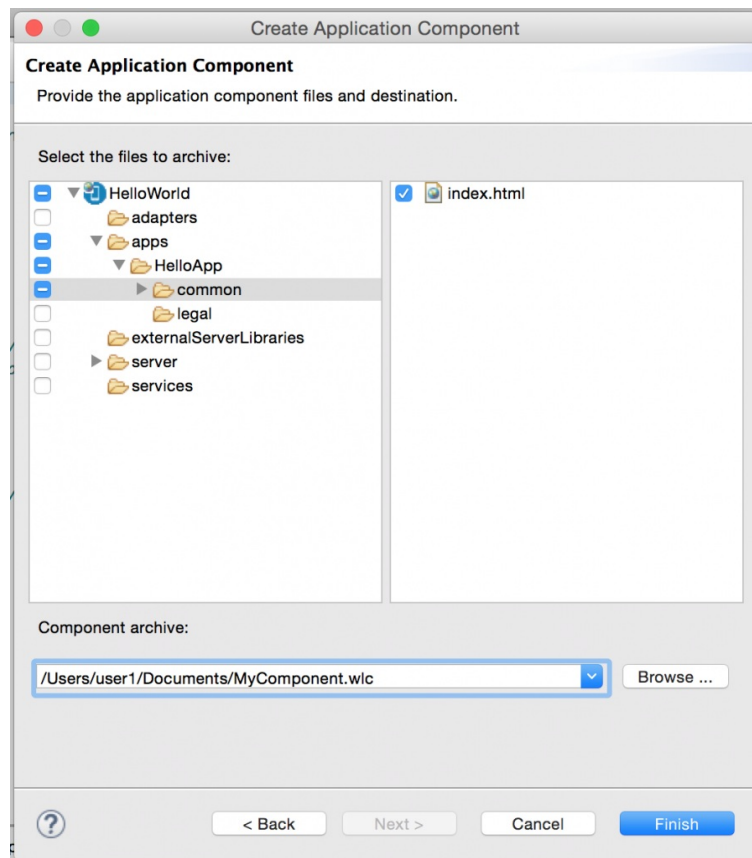 Create Application Component
Create Application Component
Provide the application component files and destination.
Select the files to archive:
HelloWorld
adapters
apps
HelloApp
common
legal
externalServerLibraries
server
services
index.html
Component archive:
/Users/user1/Documents/MyComponent.wlc
Browse ...
?
< Back
Next >
Cancel
Finish